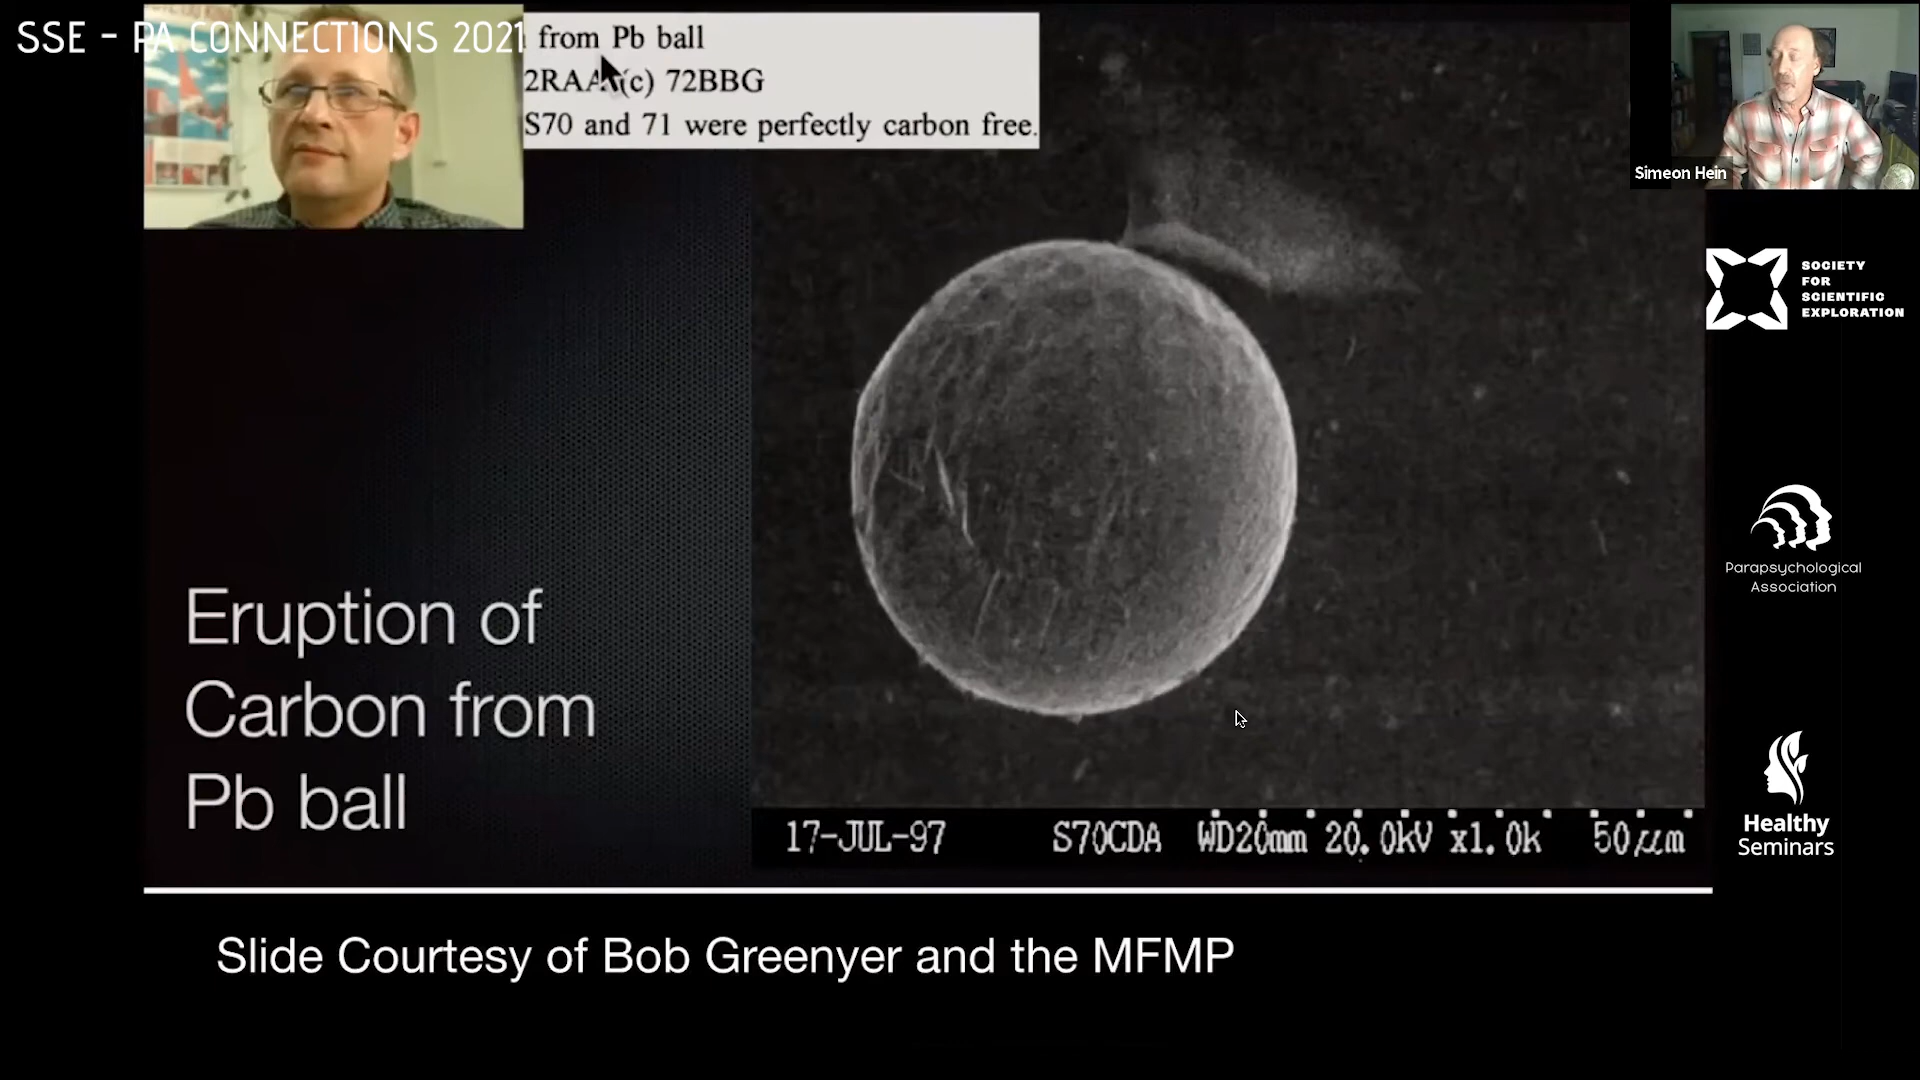 SSE - PA CONNECTIONS 2021
from Pb ball
2RAA (c) 72BBG
S70 and 71 were perfectly carbon free.
Simeon Hein
SOCIETY
FOR
SCIENTIFIC
EXPLORATION
Eruption of
Carbon from
Pb ball
Parapsychological
Association
Healthy
Seminars
17-JUL-97 S70CDA WD20mm 20.0kV x1.0k 50μm
Slide Courtesy of Bob Greenyer and the MFMP